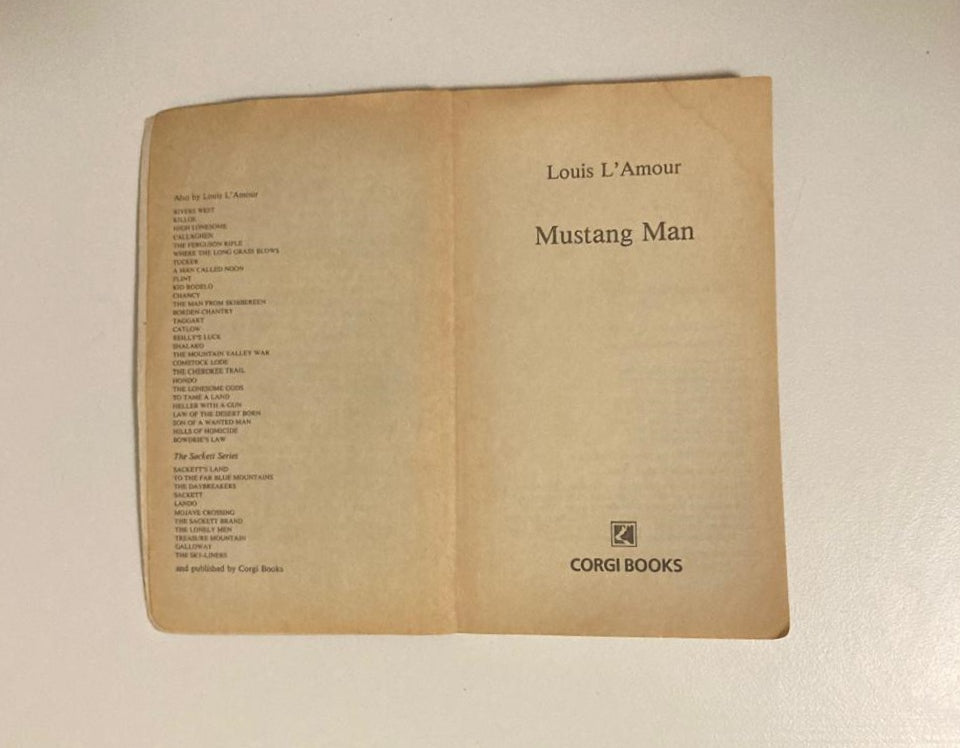 Also by Louis L'Amour
RIVERS WEST
KILLOE
HIGH LONESOME
CALLAGHEN
THE FERGUSON RIFLE
WHERE THE LONG GRASS BLOWS
TUCKER
A MAN CALLED NOON
FLINT
KID RODELO
CHANCY
THE MAN FROM SKIBBEREEN
BORDEN CHANTRY
TAGGART
CATLOW
REILLY'S LUCK
SHALAKO
THE MOUNTAIN VALLEY WAR
COMSTOCK LODE
THE CHEROKEE TRAIL
HONDO
THE LONESOME GODS
TO TAME A LAND
HELLER WITH A GUN
LAW OF THE DESERT BORN
SON OF A WANTED MAN
HILLS OF HOMICIDE
BOWDRIE'S LAW
The Sackett Series
SACKETT'S LAND
TO THE FAR BLUE MOUNTAINS
THE DAYBREAKERS
SACKETT
LANDO
MOJAVE CROSSING
THE SACKETT BRAND
THE LONELY MEN
TREASURE MOUNTAIN
GALLOWAY
THE SKY-LINERS
and published by Corgi Books
Louis L'Amour
Mustang Man
CORGI BOOKS